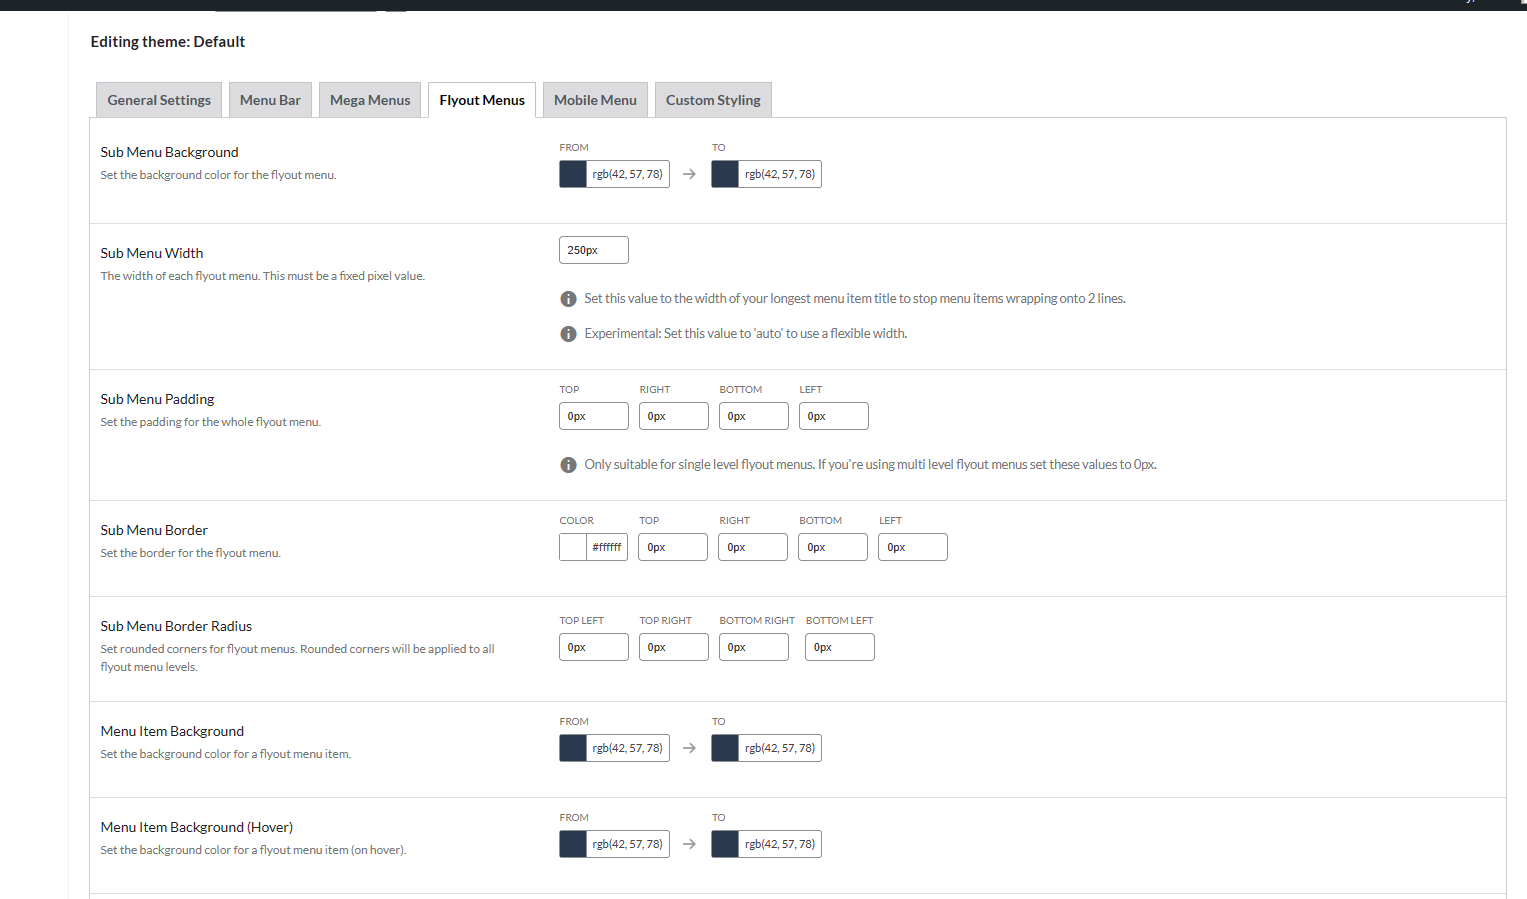 Editing theme: Default
General Settings
Menu Bar
Mega Menus
Flyout Menus
Mobile Menu
Custom Styling
Sub Menu Background
Set the background color for the flyout menu.
FROM
TO
rgb(42, 57, 78)
rgb(42, 57, 78)
Sub Menu Width
The width of each flyout menu. This must be a fixed pixel value.
250px
Set this value to the width of your longest menu item title to stop menu items wrapping onto 2 lines.
Experimental: Set this value to 'auto' to use a flexible width.
Sub Menu Padding
Set the padding for the whole flyout menu.
TOP
RIGHT
BOTTOM
LEFT
0px
0px
0px
0px
Only suitable for single level flyout menus. If you're using multi level flyout menus set these values to 0px.
Sub Menu Border
Set the border for the flyout menu.
COLOR
TOP
RIGHT
BOTTOM
LEFT
#ffffff
0px
0px
0px
0px
Sub Menu Border Radius
Set rounded corners for flyout menus. Rounded corners will be applied to all
flyout menu levels.
TOP LEFT
TOP RIGHT
BOTTOM RIGHT
BOTTOM LEFT
0px
0px
0px
0px
Menu Item Background
Set the background color for a flyout menu item.
FROM
TO
rgb(42, 57, 78)
rgb(42, 57, 78)
Menu Item Background (Hover)
Set the background color for a flyout menu item (on hover).
FROM
TO
rgb(42, 57, 78)
rgb(42, 57, 78)